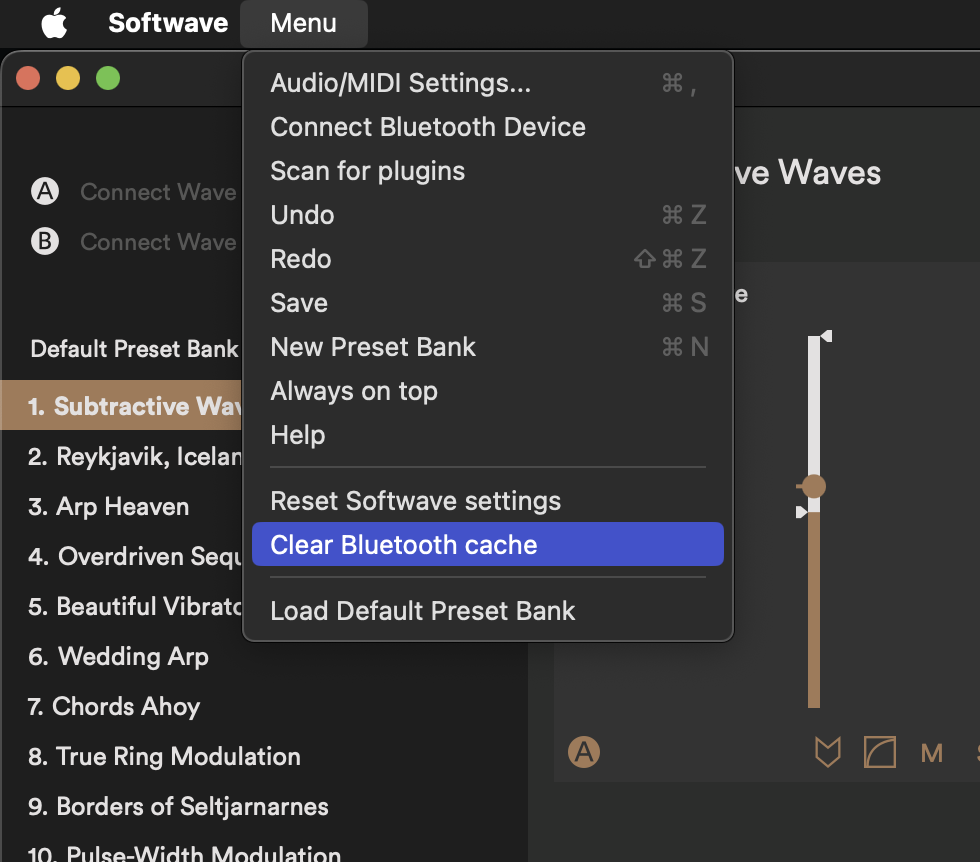 Softwave Menu
Audio/MIDI Settings... ⌘ ,
Connect Bluetooth Device
Scan for plugins
Undo ⌘ Z
Redo ⇧ ⌘ Z
Save ⌘ S
New Preset Bank ⌘ N
Always on top
Help
Reset Softwave settings
Clear Bluetooth cache
Load Default Preset Bank
A Connect Wave
B Connect Wave
Default Preset Bank
1. Subtractive Wav
2. Reykjavik, Icelan
3. Arp Heaven
4. Overdriven Sequ
5. Beautiful Vibrato
6. Wedding Arp
7. Chords Ahoy
8. True Ring Modulation
9. Borders of Seltjarnarnes
10. Pulse-Width Modulation
ve Waves
e
A M